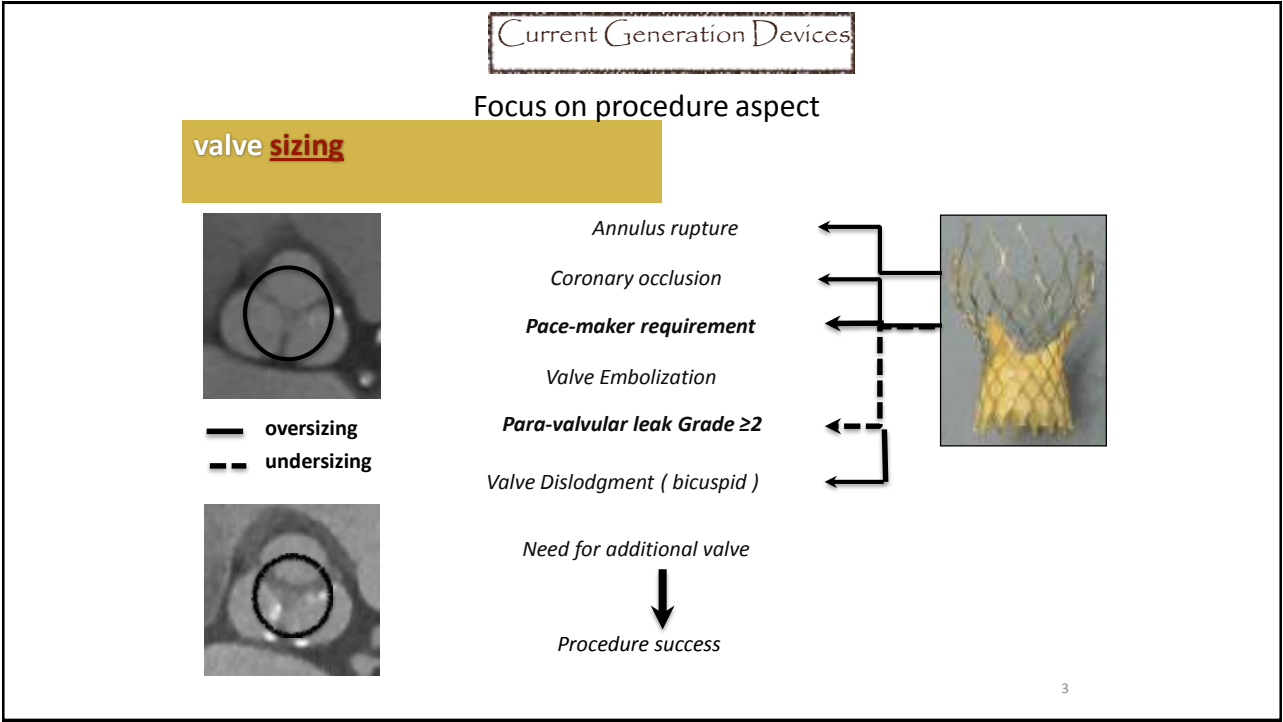 Current Generation Devices
Focus on procedure aspect
valve sizing
Annulus rupture
Coronary occlusion
Pace-maker requirement
Valve Embolization
Para-valvular leak Grade ≥2
Valve Dislodgment ( bicuspid )
Need for additional valve
Procedure success
oversizing
undersizing
3